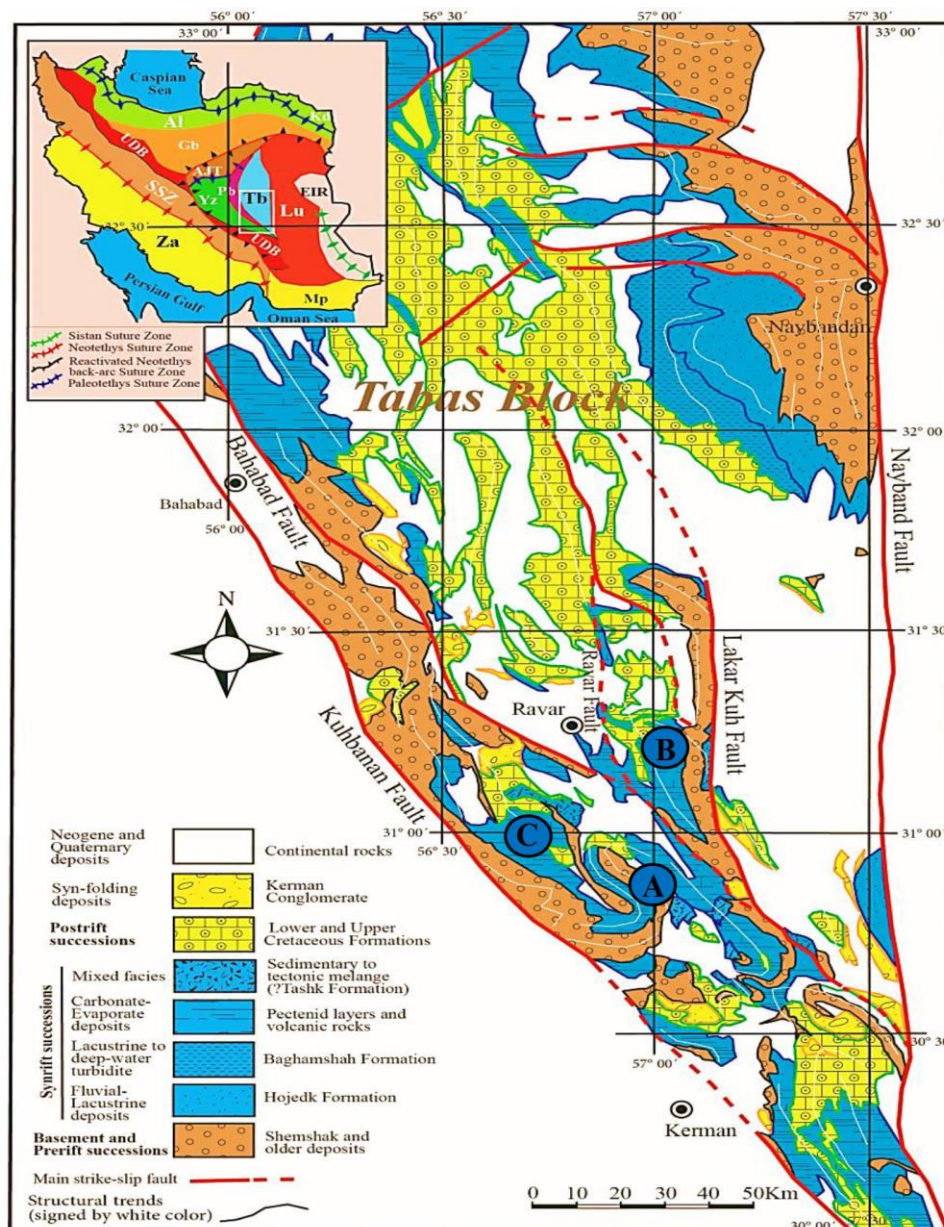 56° 00'
56° 30'
57° 00'
57° 30'
33° 00'
33° 00'
Caspian
Sea
Al
Kd
UDB
Gb
AJT
Pb
Yz
Tb
EIR
Lu
SSZ
32° 30'
Za
UDB
Persian Gulf
Mp
Oman Sea
Sistan Suture Zone
Neotethys Suture Zone
Reactivated Neotethys
back-arc Suture Zone
Paleotethys Suture Zone
32° 30'
Naybandan
Tabas Block
32° 00'
32° 00'
Bahabad Fault
Bahabad
56° 00'
Nayband Fault
N
31° 30'
31° 30'
Ravar Fault
Lakar Kuh Fault
Ravar
B
Kuhbanan Fault
31° 00'
56° 30'
C
31° 00'
A
30° 30'
57° 00'
Kerman
Neogene and
Quaternary
deposits
Continental rocks
Syn-folding
deposits
Kerman
Conglomerate
Postrift
successions
Lower and Upper
Cretaceous Formations
Synrift successions
Mixed facies
Sedimentary to
tectonic melange
(?Tashk Formation)
Carbonate-
Evaporate
deposits
Pectenid layers and
volcanic rocks
Lacustrine to
deep-water
turbidite
Baghamshah Formation
Fluvial-
Lacustrine
deposits
Hojedk Formation
Basement and
Prerift successions
Shemshak and
older deposits
Main strike-slip fault
Structural trends
(signed by white color)
0 10 20 30 40 50Km
30° 00'
57° 30'